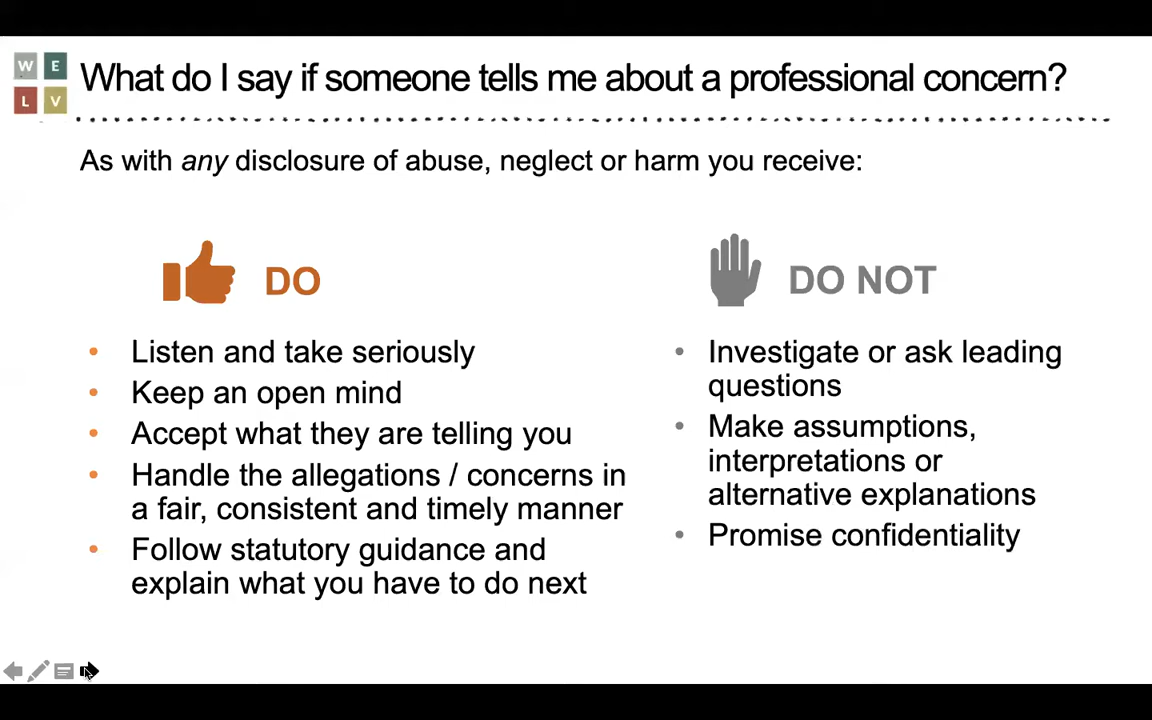 W E
L V
What do I say if someone tells me about a professional concern?
As with any disclosure of abuse, neglect or harm you receive:
DO
• Listen and take seriously
• Keep an open mind
• Accept what they are telling you
• Handle the allegations / concerns in
a fair, consistent and timely manner
• Follow statutory guidance and
explain what you have to do next
DO NOT
• Investigate or ask leading
questions
• Make assumptions,
interpretations or
alternative explanations
• Promise confidentiality